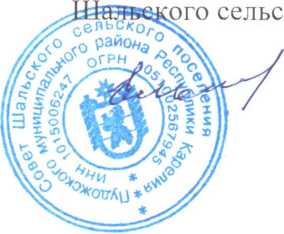 Шальского сельс
Совет Шальского сельского поселения
Пудожского муниципального района Республики Карелия
ИНН 1015006247 ОГРН